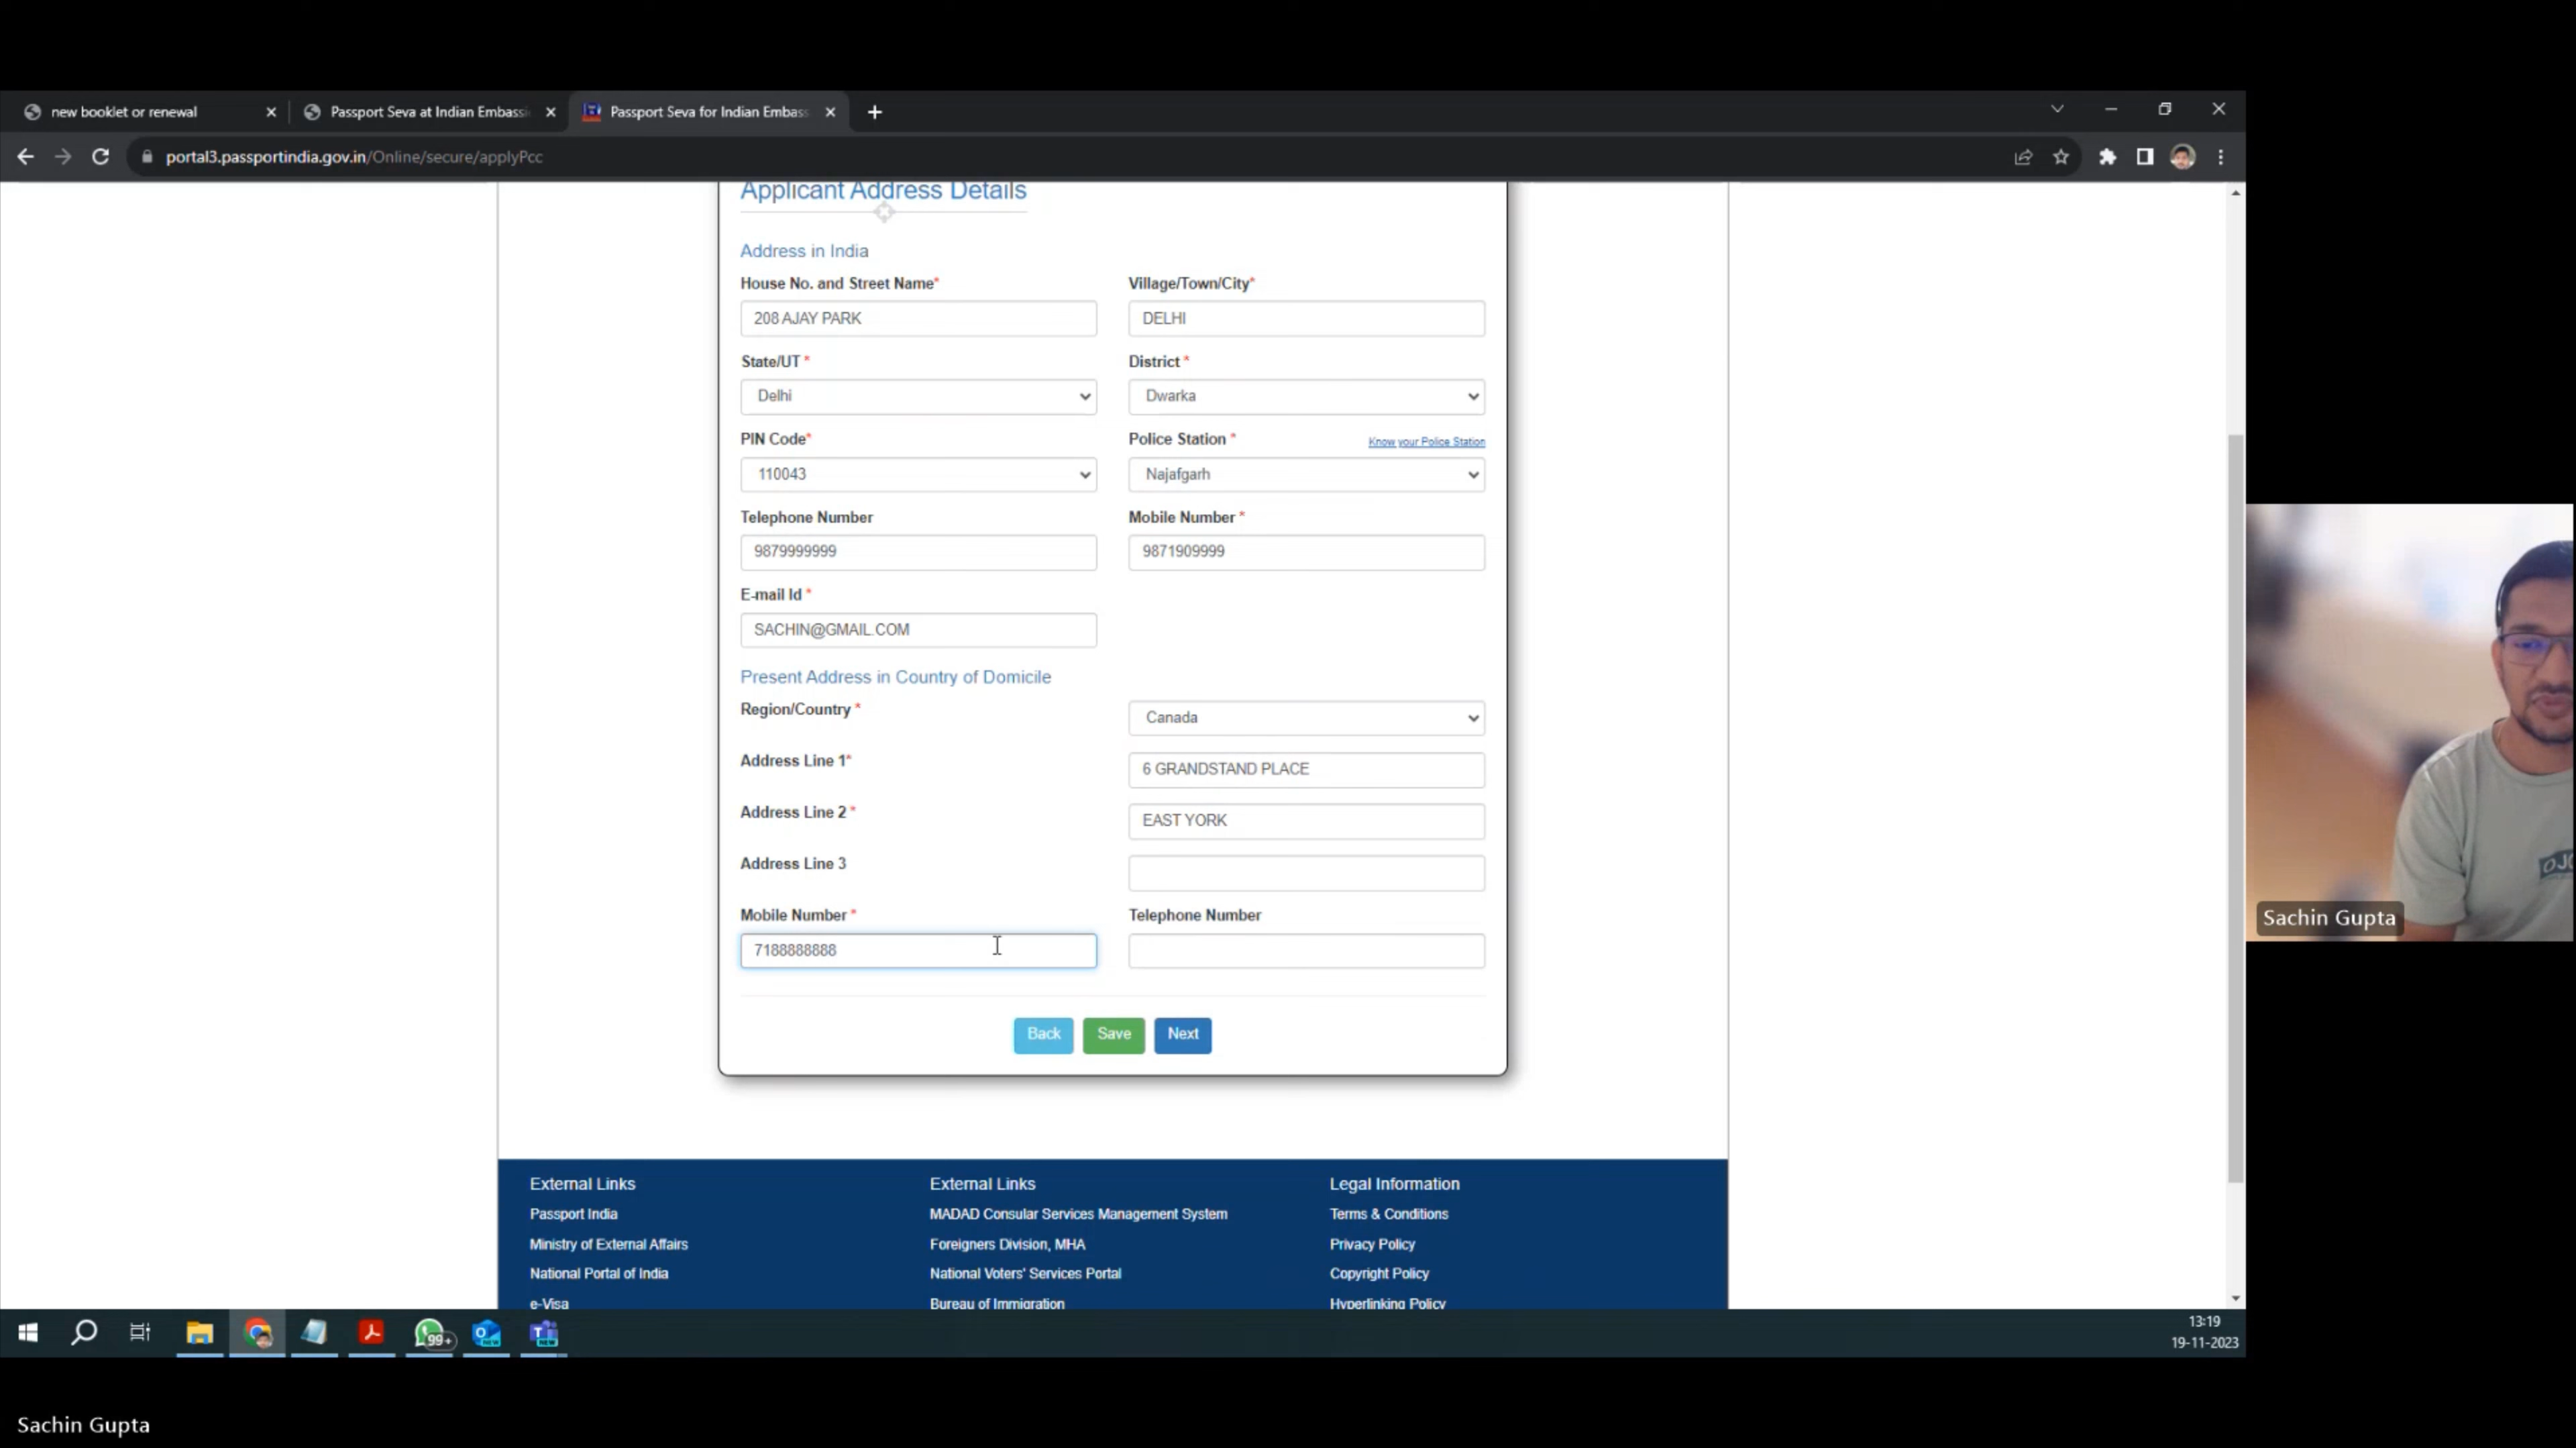 new booklet or renewal
Passport Seva at Indian Embassi
Passport Seva for Indian Embass
portal3.passportindia.gov.in/Online/secure/applyPcc
Applicant Address Details
Address in India
House No. and Street Name*
Village/Town/City*
208 AJAY PARK
DELHI
State/UT *
District *
Delhi
Dwarka
PIN Code*
Police Station *
Know your Police Station
110043
Najafgarh
Telephone Number
Mobile Number *
9879999999
9871909999
E-mail Id *
SACHIN@GMAIL.COM
Present Address in Country of Domicile
Region/Country *
Canada
Address Line 1*
6 GRANDSTAND PLACE
Address Line 2 *
EAST YORK
Address Line 3
Mobile Number *
Telephone Number
7188888888
Back
Save
Next
External Links
External Links
Legal Information
Passport India
MADAD Consular Services Management System
Terms & Conditions
Ministry of External Affairs
Foreigners Division, MHA
Privacy Policy
National Portal of India
National Voters' Services Portal
Copyright Policy
e-Visa
Bureau of Immigration
Hyperlinking Policy
99+
13:19
19-11-2023
Sachin Gupta
Sachin Gupta